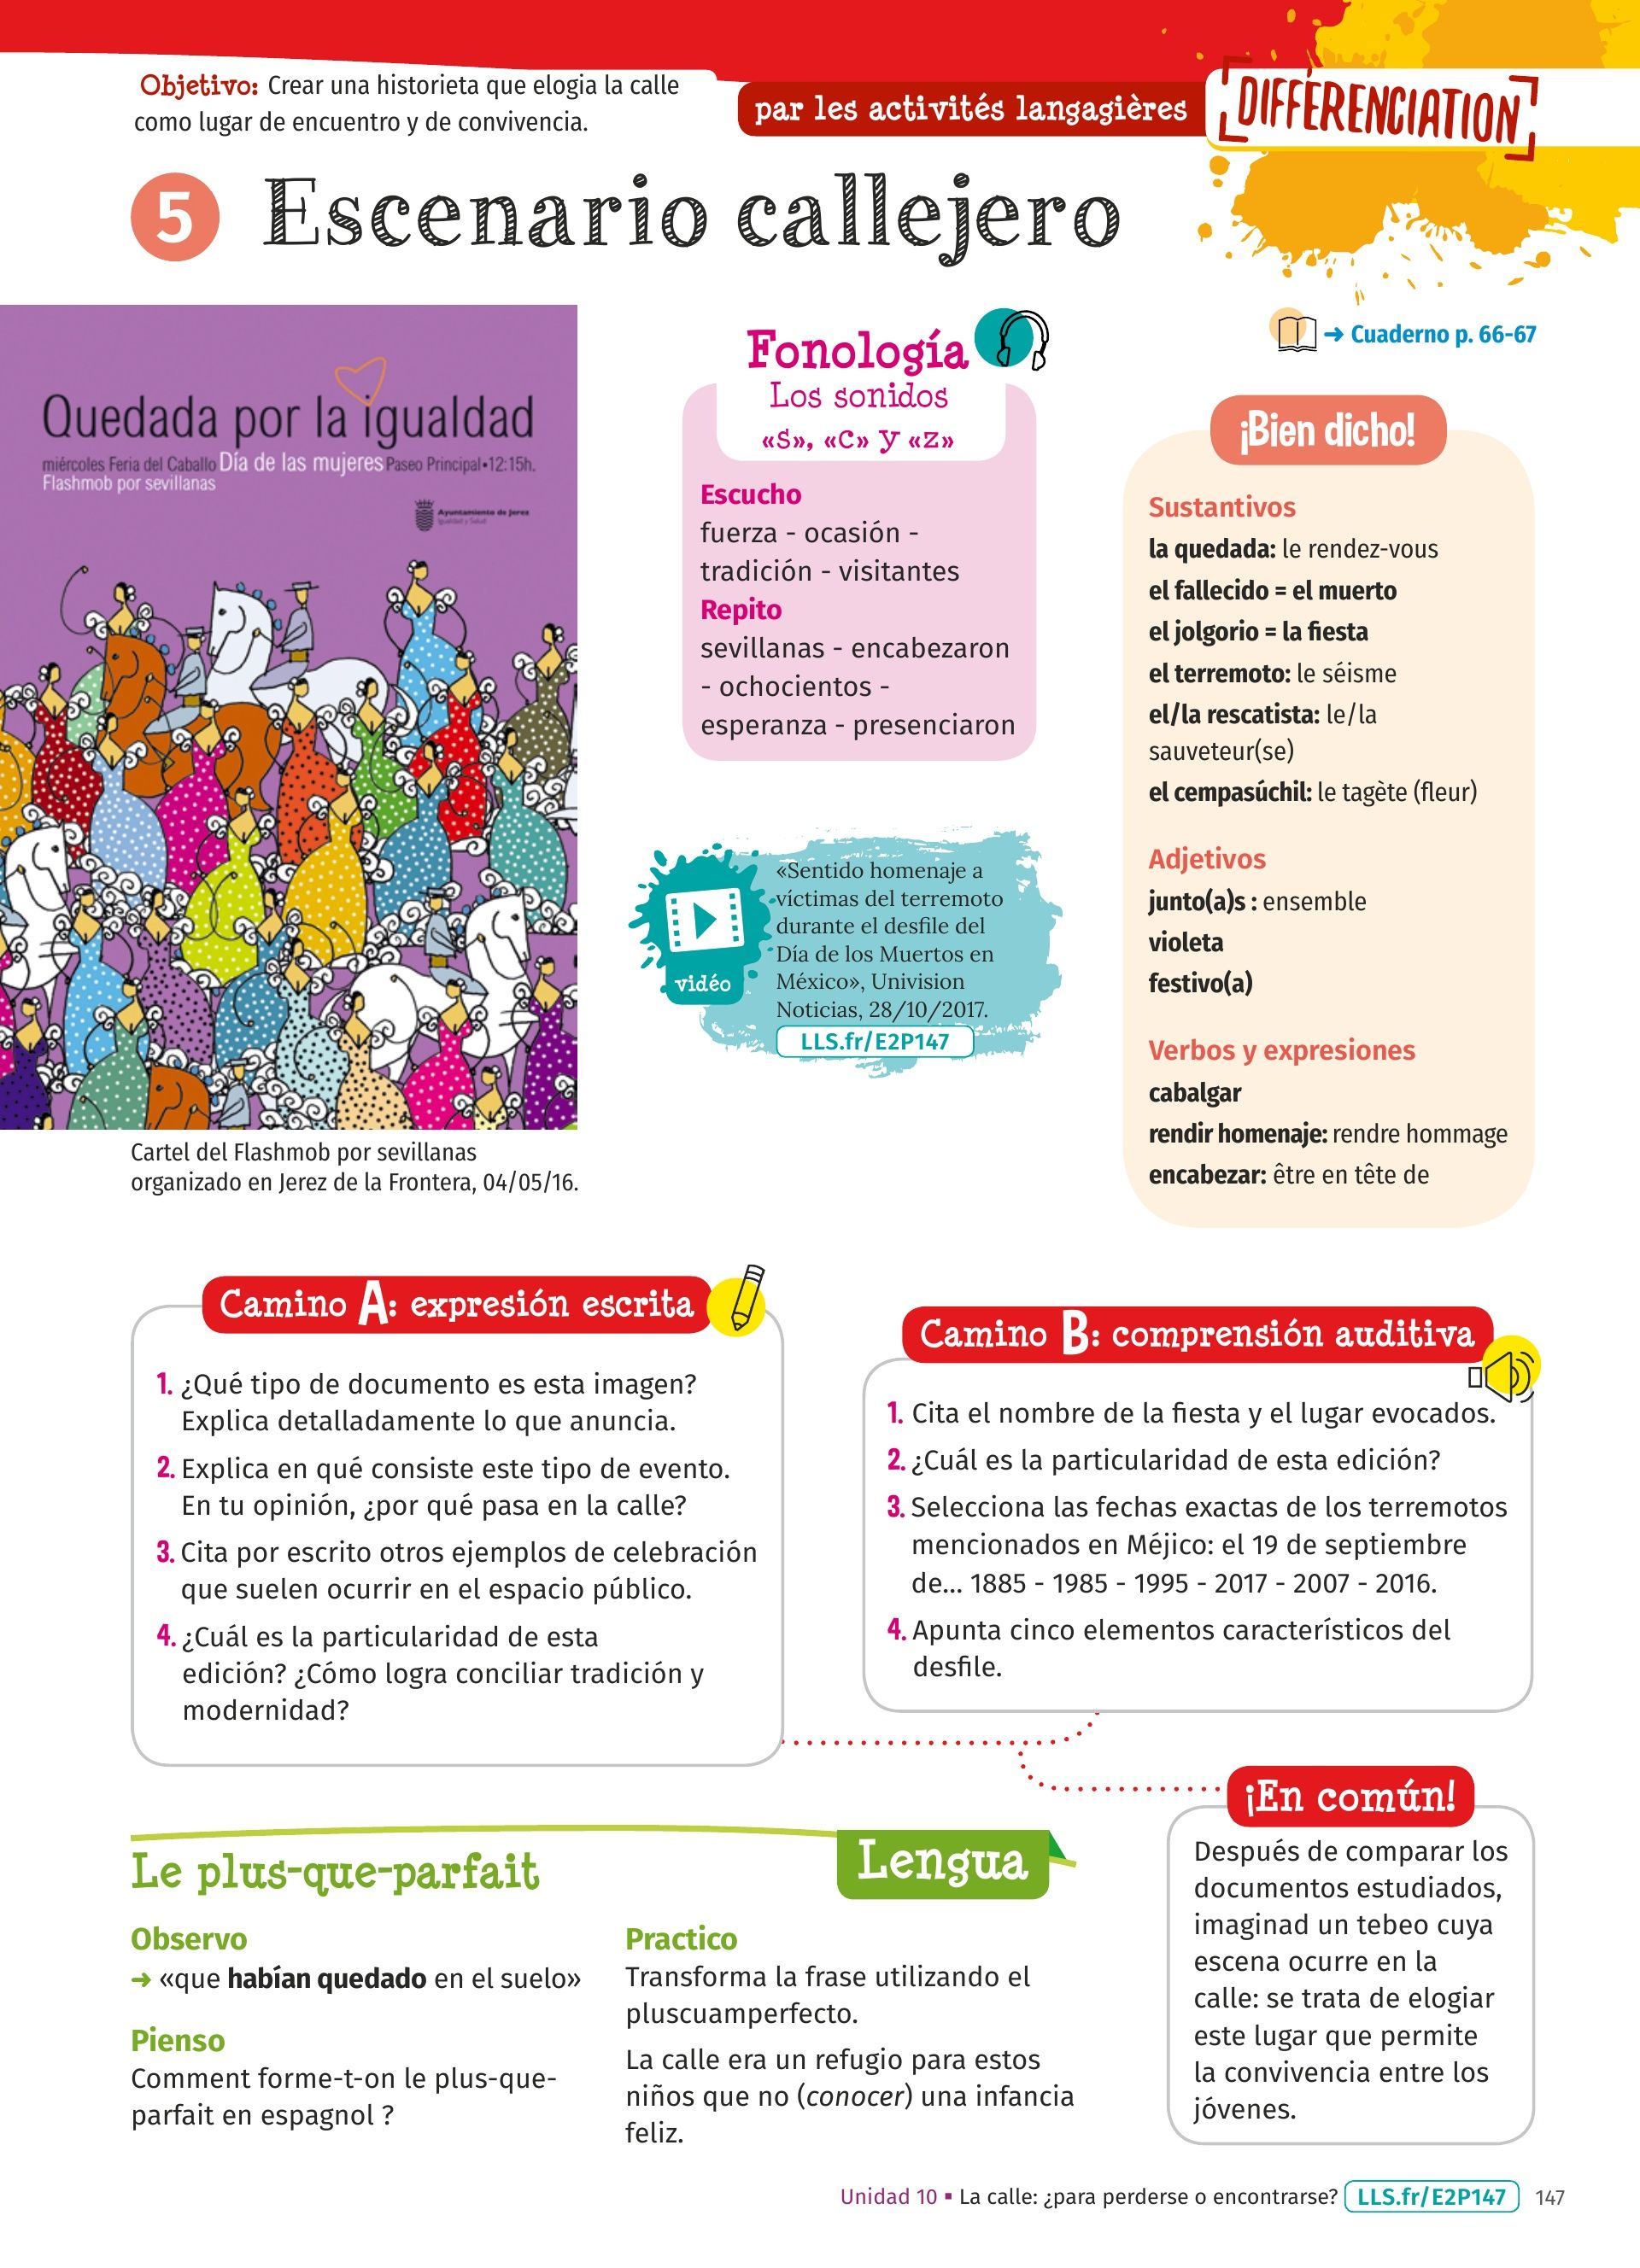 Objetivo: Crear una historieta que elogia la calle
como lugar de encuentro y de convivencia.
par les activités langagières
DIFFÉRENCIATION
5 Escenario callejero
Quedada por la igualdad
miércoles Feria del Caballo Día de las mujeres Paseo Principal•12:15h.
Flashmob por sevillanas
Ayuntamiento de Jerez
Igualdad y Salud
Cartel del Flashmob por sevillanas
organizado en Jerez de la Frontera, 04/05/16.
Fonología
Los sonidos
«s», «c» y «z»
Escucho
fuerza - ocasión -
tradición - visitantes
Repito
sevillanas - encabezaron
- ochocientos -
esperanza - presenciaron
vidéo
«Sentido homenaje a
víctimas del terremoto
durante el desfile del
Día de los Muertos en
México», Univision
Noticias, 28/10/2017.
LLS.fr/E2P147
➜ Cuaderno p. 66-67
¡Bien dicho!
Sustantivos
la quedada: le rendez-vous
el fallecido = el muerto
el jolgorio = la fiesta
el terremoto: le séisme
el/la rescatista: le/la
sauveteur(se)
el cempasúchil: le tagète (fleur)
Adjetivos
junto(a)s : ensemble
violeta
festivo(a)
Verbos y expresiones
cabalgar
rendir homenaje: rendre hommage
encabezar: être en tête de
Camino A: expresión escrita
1. ¿Qué tipo de documento es esta imagen?
Explica detalladamente lo que anuncia.
2. Explica en qué consiste este tipo de evento.
En tu opinión, ¿por qué pasa en la calle?
3. Cita por escrito otros ejemplos de celebración
que suelen ocurrir en el espacio público.
4. ¿Cuál es la particularidad de esta
edición? ¿Cómo logra conciliar tradición y
modernidad?
Camino B: comprensión auditiva
1. Cita el nombre de la fiesta y el lugar evocados.
2. ¿Cuál es la particularidad de esta edición?
3. Selecciona las fechas exactas de los terremotos
mencionados en Méjico: el 19 de septiembre
de... 1885 - 1985 - 1995 - 2017 - 2007 - 2016.
4. Apunta cinco elementos característicos del
desfile.
Lengua
Le plus-que-parfait
Observo
➜ «que habían quedado en el suelo»
Pienso
Comment forme-t-on le plus-que-
parfait en espagnol ?
Practico
Transforma la frase utilizando el
pluscuamperfecto.
La calle era un refugio para estos
niños que no (conocer) una infancia
feliz.
¡En común!
Después de comparar los
documentos estudiados,
imaginad un tebeo cuya
escena ocurre en la
calle: se trata de elogiar
este lugar que permite
la convivencia entre los
jóvenes.
Unidad 10 ▪ La calle: ¿para perderse o encontrarse? LLS.fr/E2P147 147